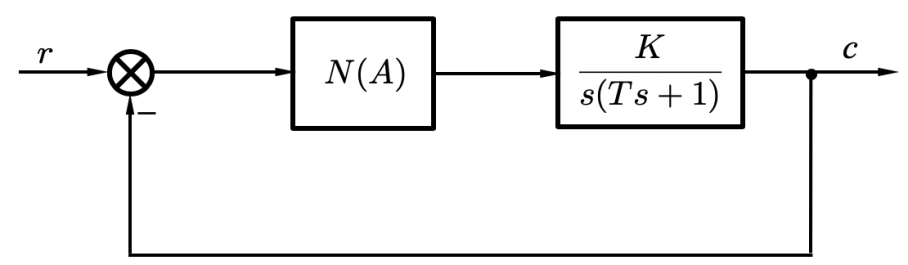 r
N(A)
K
s(Ts + 1)
c
−